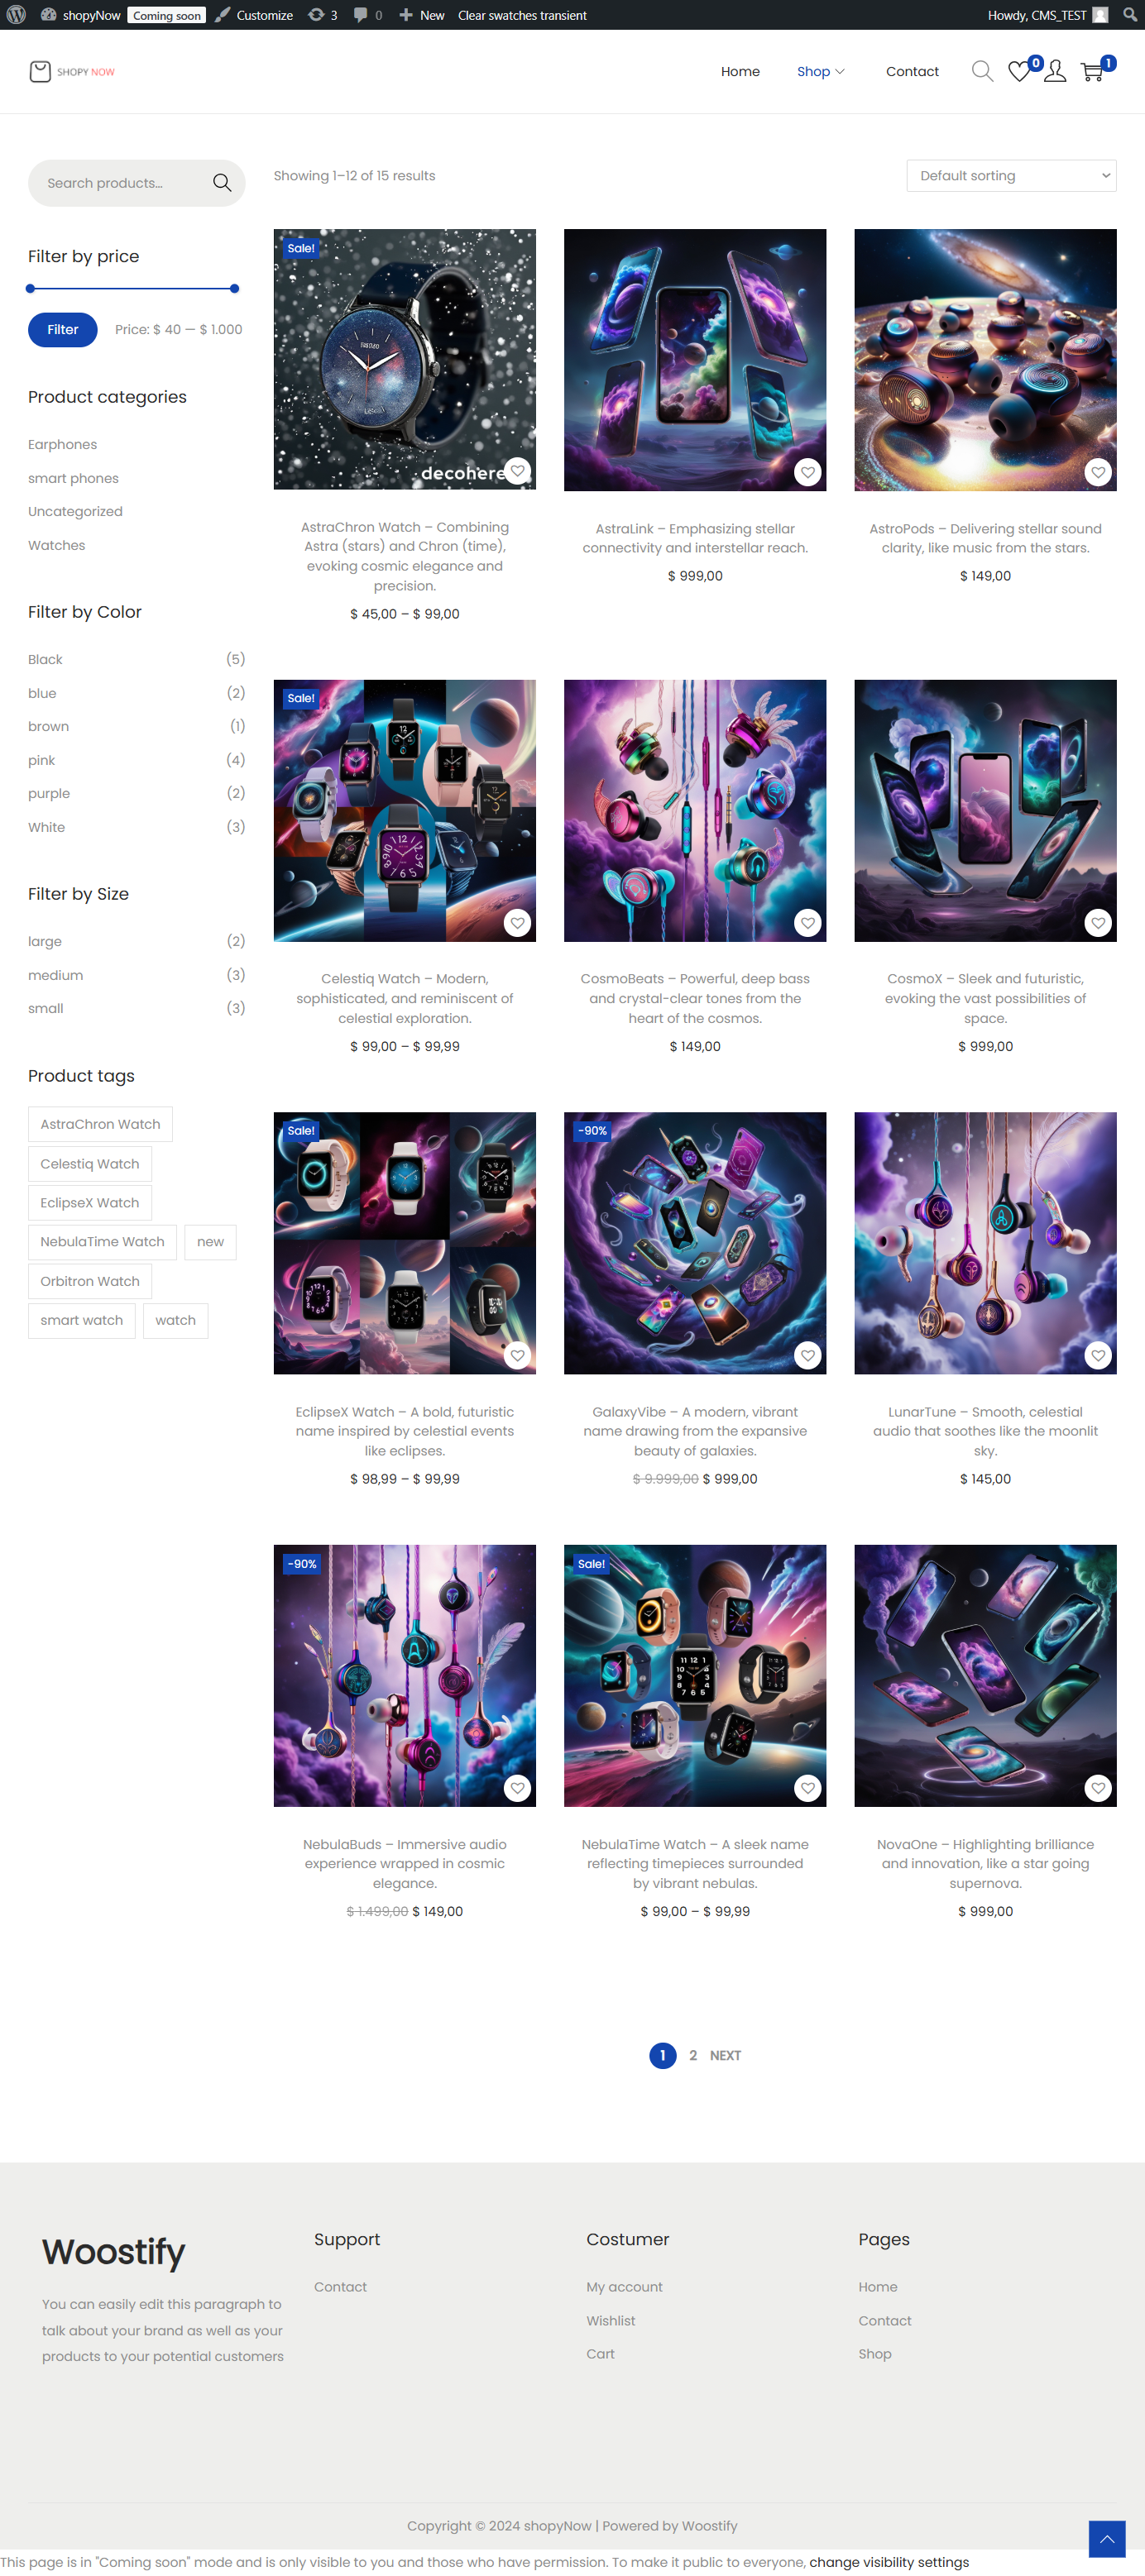 shopyNow Coming soon Customize 3 0 New Clear swatches transient Howdy, CMS_TEST
SHOPY NOW
Home Shop Contact 0 1
Search products...
Showing 1–12 of 15 results
Default sorting
Filter by price
Filter Price: $ 40 — $ 1.000
Product categories
Earphones
smart phones
Uncategorized
Watches
Filter by Color
Black (5)
blue (2)
brown (1)
pink (4)
purple (2)
White (3)
Filter by Size
large (2)
medium (3)
small (3)
Product tags
AstraChron Watch
Celestiq Watch
EclipseX Watch
NebulaTime Watch new
Orbitron Watch
smart watch watch
Sale!
decohere
AstraChron Watch – Combining
Astra (stars) and Chron (time),
evoking cosmic elegance and
precision.
$ 45,00 – $ 99,00
AstraLink – Emphasizing stellar
connectivity and interstellar reach.
$ 999,00
AstroPods – Delivering stellar sound
clarity, like music from the stars.
$ 149,00
Sale!
Celestiq Watch – Modern,
sophisticated, and reminiscent of
celestial exploration.
$ 99,00 – $ 99,99
CosmoBeats – Powerful, deep bass
and crystal-clear tones from the
heart of the cosmos.
$ 149,00
CosmoX – Sleek and futuristic,
evoking the vast possibilities of
space.
$ 999,00
Sale!
EclipseX Watch – A bold, futuristic
name inspired by celestial events
like eclipses.
$ 98,99 – $ 99,99
-90%
GalaxyVibe – A modern, vibrant
name drawing from the expansive
beauty of galaxies.
$ 9.999,00 $ 999,00
LunarTune – Smooth, celestial
audio that soothes like the moonlit
sky.
$ 145,00
-90%
NebulaBuds – Immersive audio
experience wrapped in cosmic
elegance.
$ 1.499,00 $ 149,00
Sale!
NebulaTime Watch – A sleek name
reflecting timepieces surrounded
by vibrant nebulas.
$ 99,00 – $ 99,99
NovaOne – Highlighting brilliance
and innovation, like a star going
supernova.
$ 999,00
1 2 NEXT
Woostify
You can easily edit this paragraph to
talk about your brand as well as your
products to your potential customers
Support
Contact
Costumer
My account
Wishlist
Cart
Pages
Home
Contact
Shop
Copyright © 2024 shopyNow | Powered by Woostify
This page is in "Coming soon" mode and is only visible to you and those who have permission. To make it public to everyone, change visibility settings